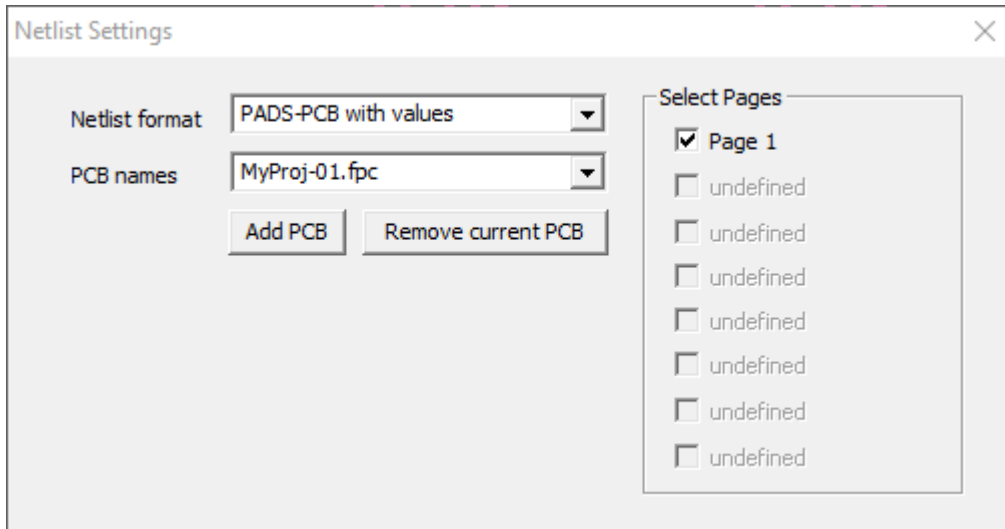 Netlist Settings
Netlist format
PADS-PCB with values
PCB names
MyProj-01.fpc
Add PCB
Remove current PCB
Select Pages
Page 1
undefined
undefined
undefined
undefined
undefined
undefined
undefined